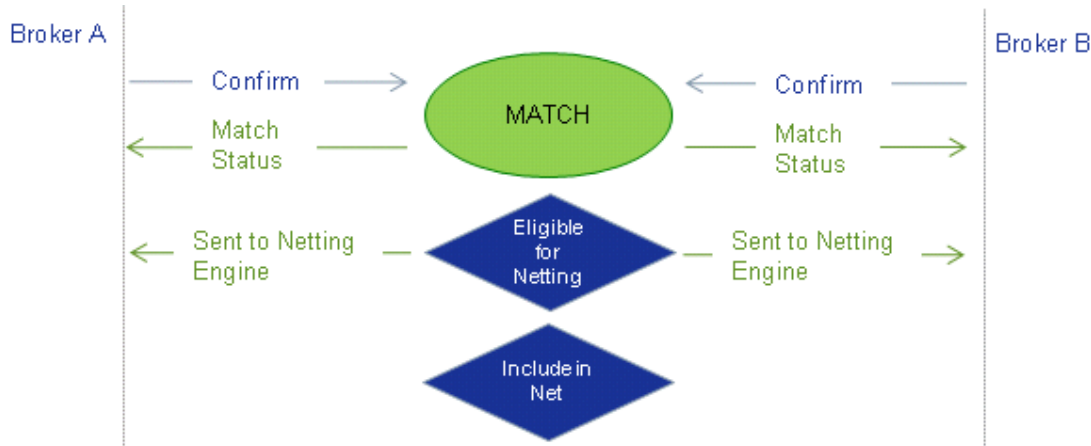 Broker A
Broker B
Confirm
MATCH
Confirm
Match
Status
Match
Status
Sent to Netting
Engine
Eligible
for
Netting
Sent to Netting
Engine
Include in
Net